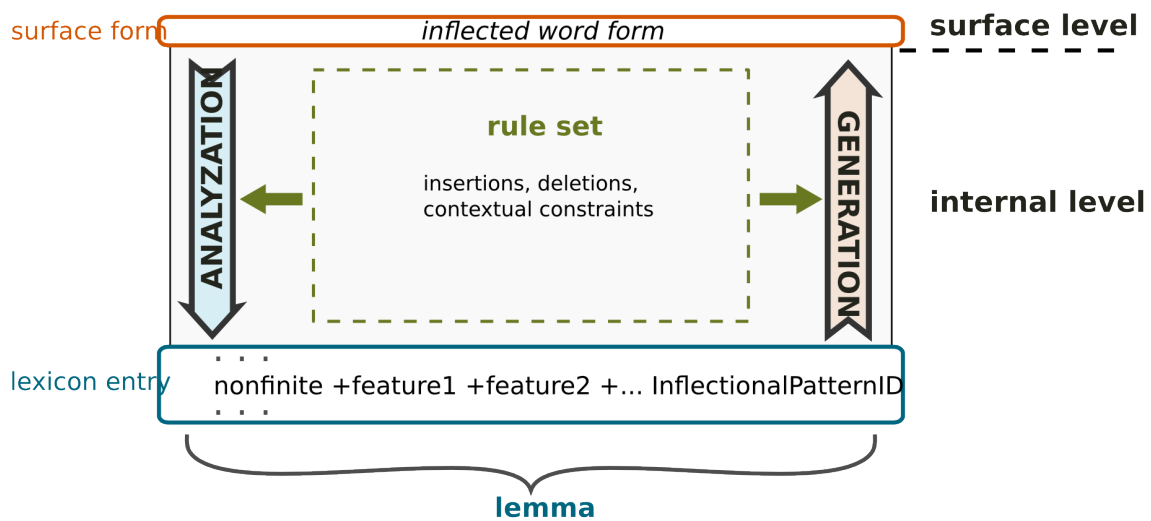 surface form
inflected word form
surface level
ANALYZATION
rule set
insertions, deletions,
contextual constraints
GENERATION
internal level
lexicon entry
. . .
nonfinite +feature1 +feature2 +... InflectionalPatternID
. . .
lemma